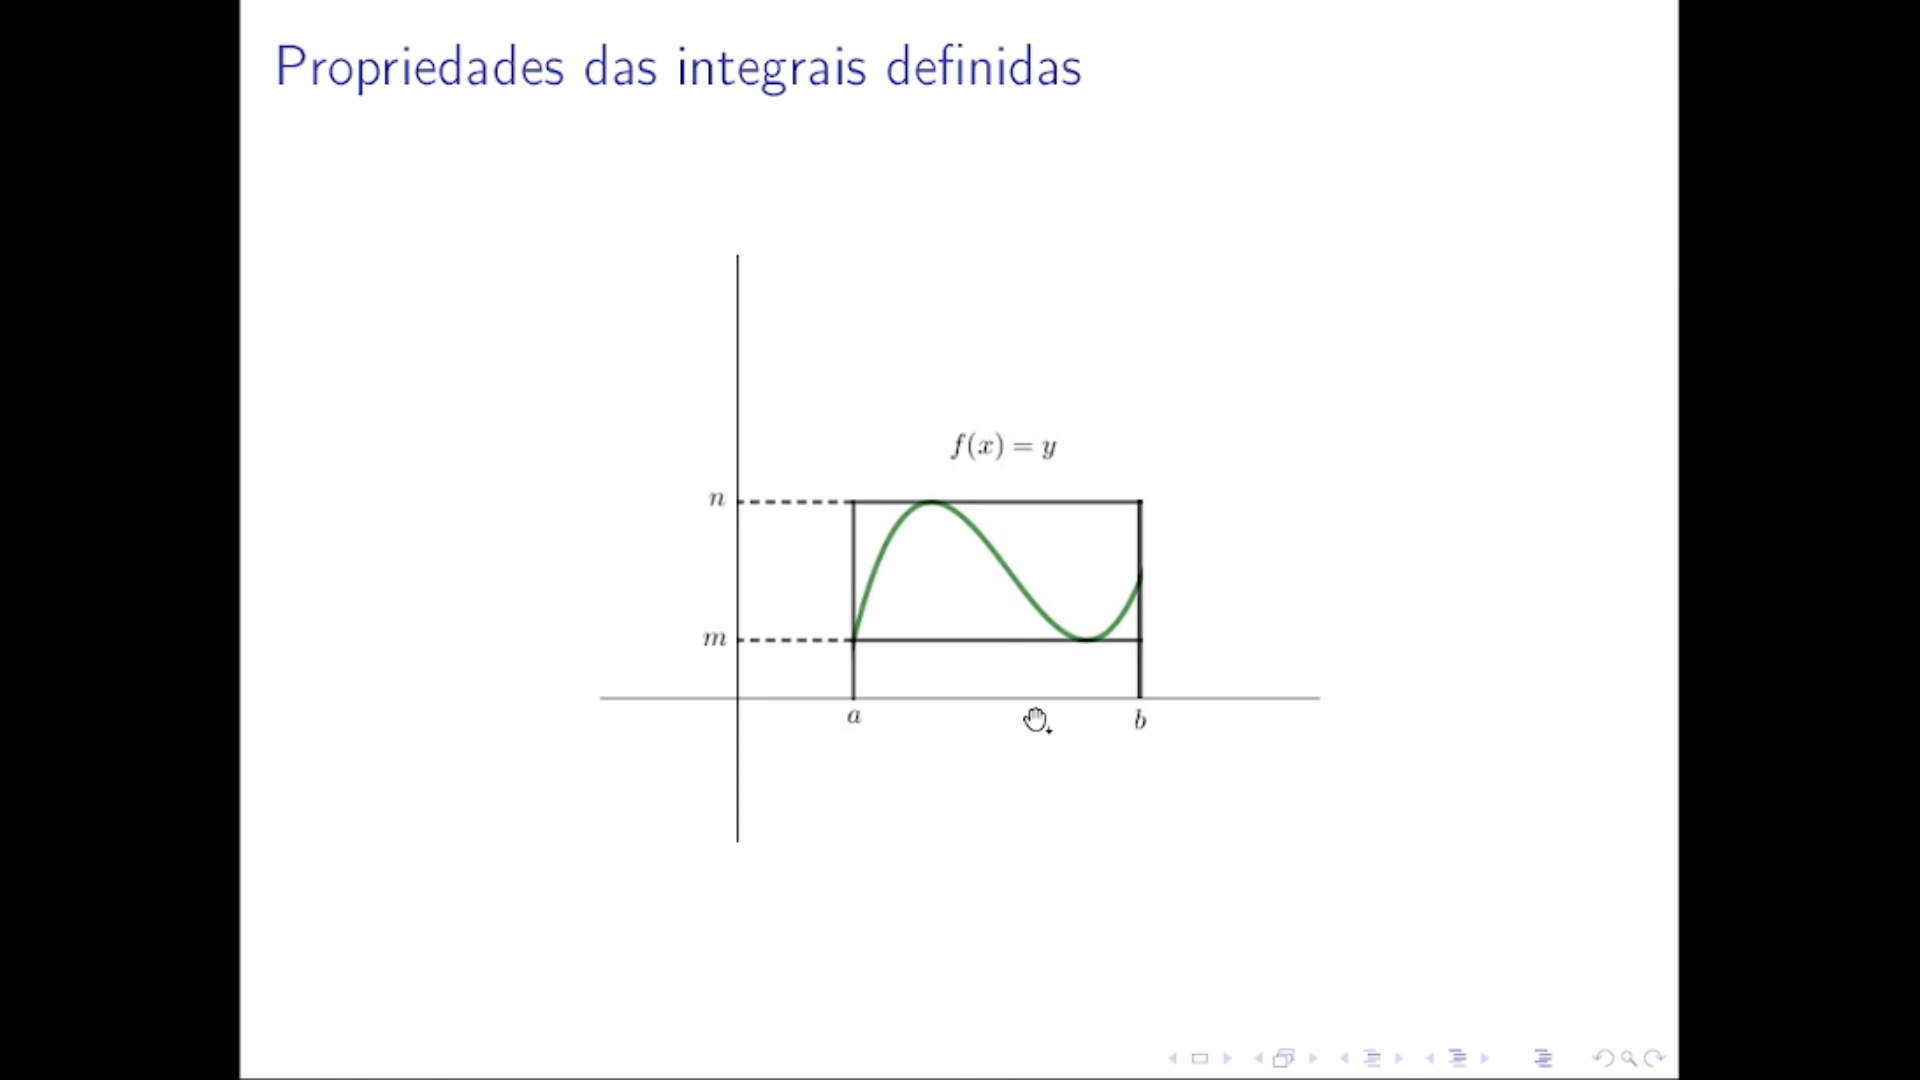 Propriedades das integrais definidas
f(x) = y
n
m
a
b